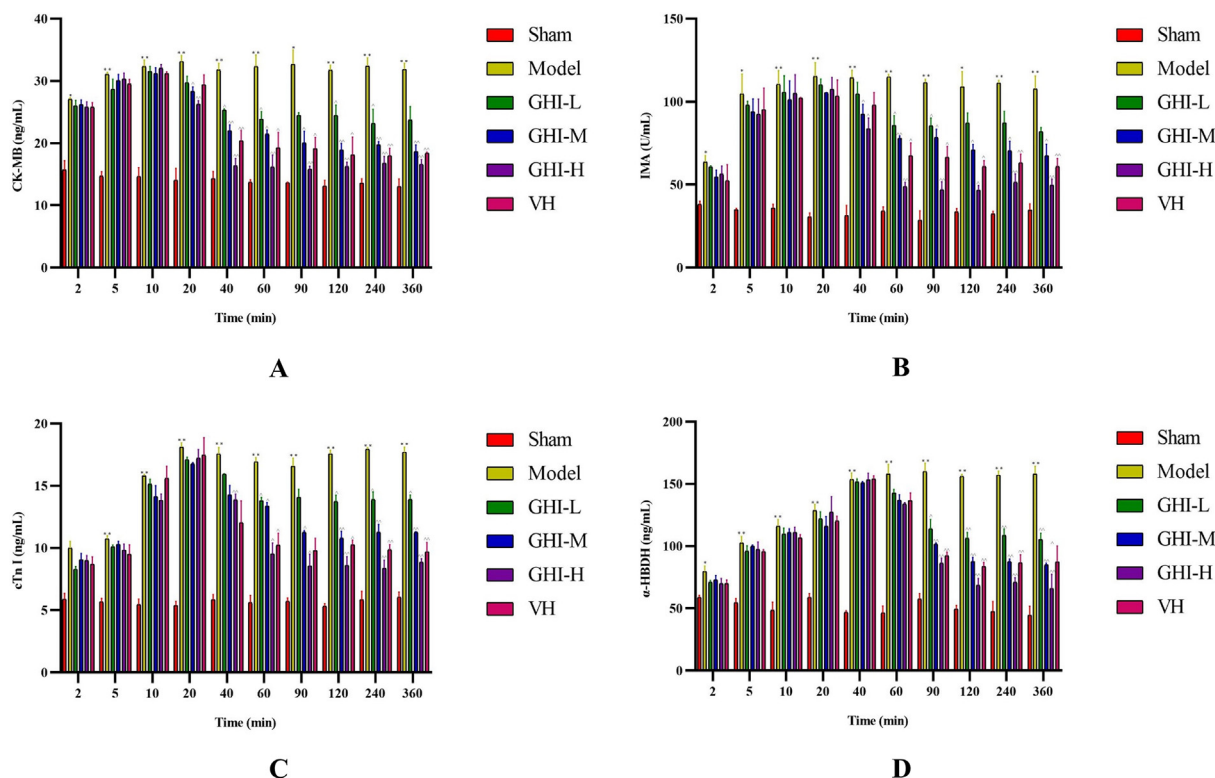 40
30
20
10
0
CK-MB (ng/mL)
2 5 10 20 40 60 90 120 240 360
Time (min)
Sham
Model
GHI-L
GHI-M
GHI-H
VH
A
150
100
50
0
IMA (U/mL)
2 5 10 20 40 60 90 120 240 360
Time (min)
Sham
Model
GHI-L
GHI-M
GHI-H
VH
B
20
15
10
5
0
cTn I (ng/mL)
2 5 10 20 40 60 90 120 240 360
Time (min)
Sham
Model
GHI-L
GHI-M
GHI-H
VH
C
200
150
100
50
0
α-HBDH (ng/mL)
2 5 10 20 40 60 90 120 240 360
Time (min)
Sham
Model
GHI-L
GHI-M
GHI-H
VH
D